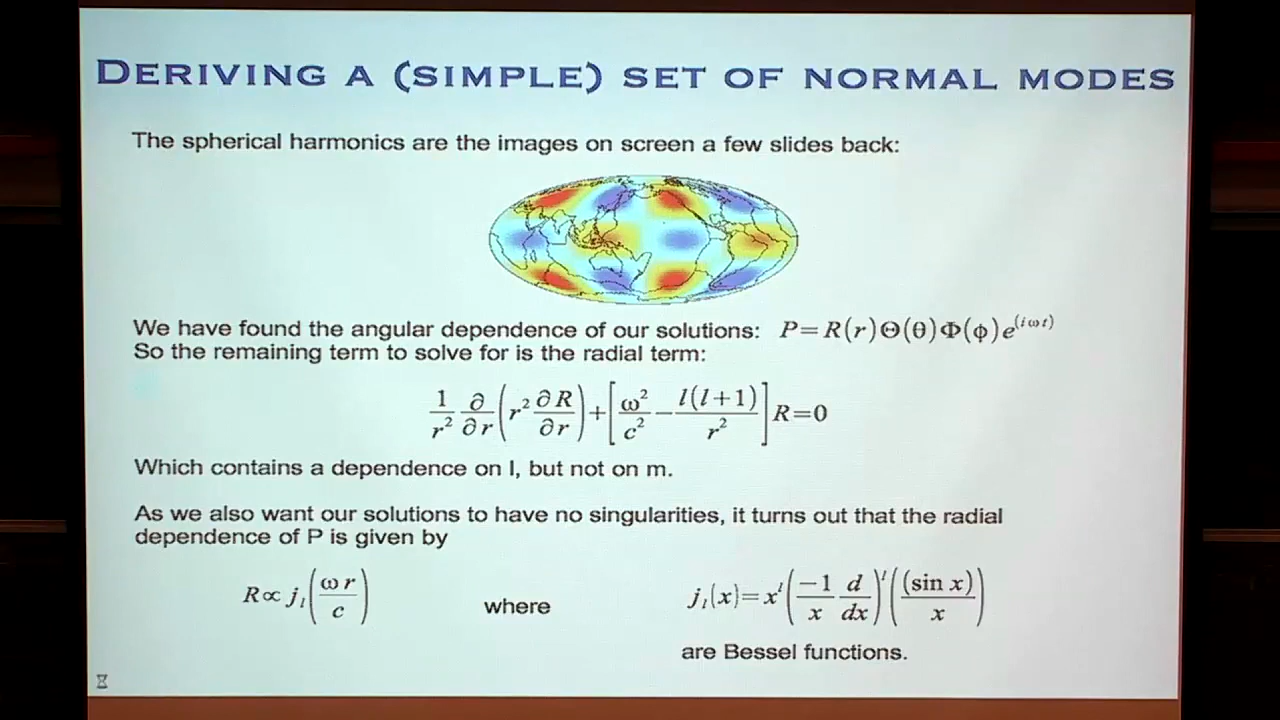 DERIVING A (SIMPLE) SET OF NORMAL MODES
The spherical harmonics are the images on screen a few slides back:
We have found the angular dependence of our solutions: P=R(r)Θ(θ)Φ(ϕ)e^(iωt)
So the remaining term to solve for is the radial term:
1/r² ∂/∂r (r² ∂R/∂r) + [ω²/c² − l(l+1)/r²] R=0
Which contains a dependence on l, but not on m.
As we also want our solutions to have no singularities, it turns out that the radial
dependence of P is given by
R∝ j_l (ωr/c) where j_l(x)=x^l (−1/x d/dx)^l ((sin x)/x)
are Bessel functions.